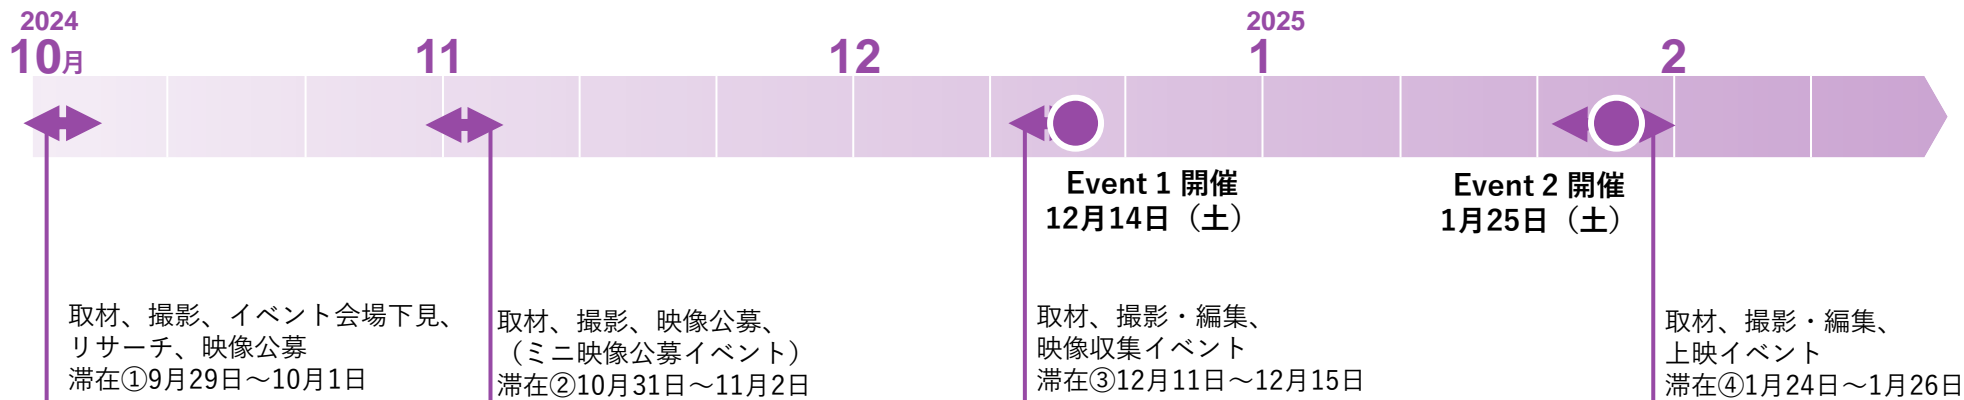 2024
10月
11
12
2025
1
2
Event 1 開催
12月14日（土）
Event 2 開催
1月25日（土）
取材、撮影、イベント会場下見、
リサーチ、映像公募
滞在①9月29日～10月1日
取材、撮影、映像公募、
（ミニ映像公募イベント）
滞在②10月31日～11月2日
取材、撮影・編集、
映像収集イベント
滞在③12月11日～12月15日
取材、撮影・編集、
上映イベント
滞在④1月24日～1月26日